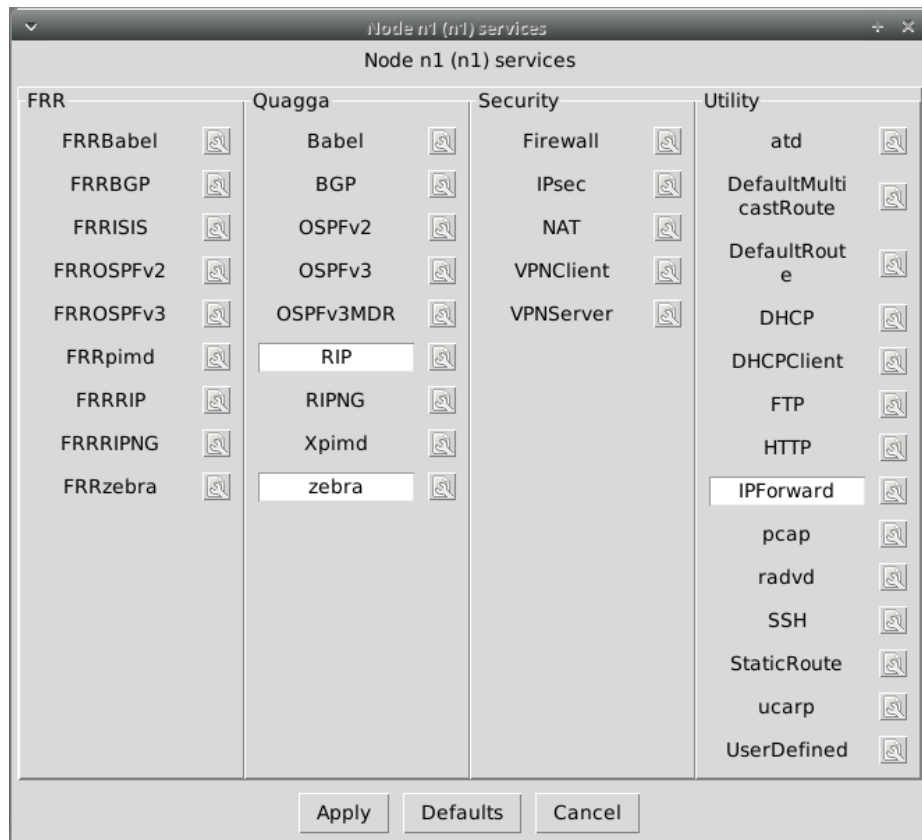 Node n1 (n1) services
Node n1 (n1) services
FRR
FRRBabel
FRRBGP
FRRISIS
FRROSPFv2
FRROSPFv3
FRRpimd
FRRRIP
FRRRIPNG
FRRzebra
Quagga
Babel
BGP
OSPFv2
OSPFv3
OSPFv3MDR
RIP
RIPNG
Xpimd
zebra
Security
Firewall
IPsec
NAT
VPNClient
VPNServer
Utility
atd
DefaultMulti
castRoute
DefaultRout
e
DHCP
DHCPClient
FTP
HTTP
IPForward
pcap
radvd
SSH
StaticRoute
ucarp
UserDefined
Apply
Defaults
Cancel